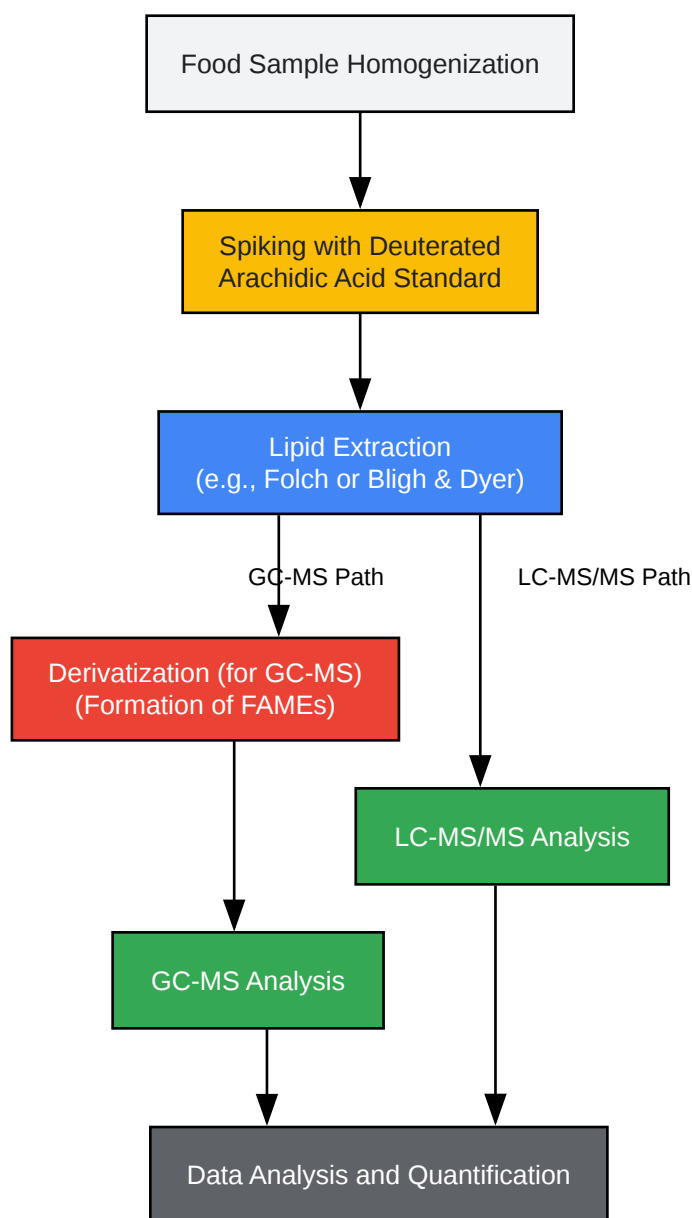 Food Sample Homogenization
Spiking with Deuterated
Arachidic Acid Standard
Lipid Extraction
(e.g., Folch or Bligh & Dyer)
GC-MS Path
LC-MS/MS Path
Derivatization (for GC-MS)
(Formation of FAMEs)
LC-MS/MS Analysis
GC-MS Analysis
Data Analysis and Quantification